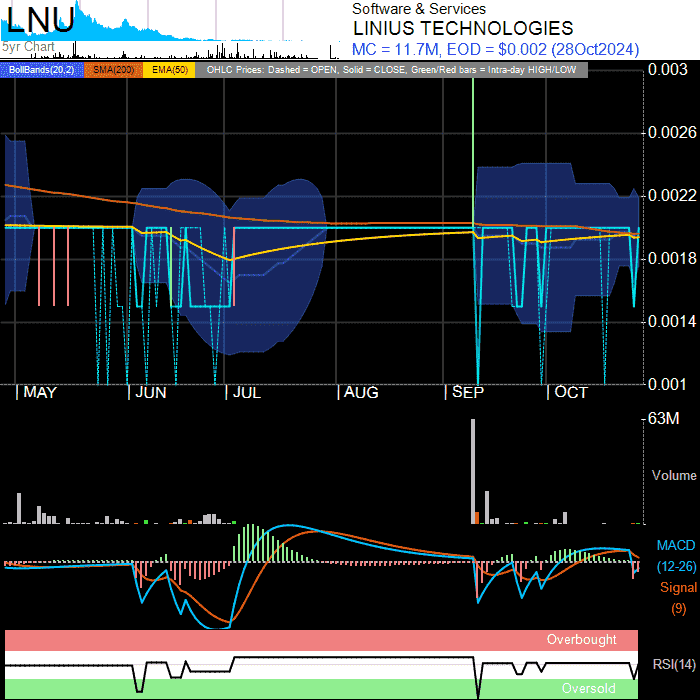 LNU
5yr Chart
Software & Services
LINIUS TECHNOLOGIES
MC = 11.7M, EOD = $0.002 (28Oct2024)
BollBands(20,2) SMA(200) EMA(50) OHLC Prices: Dashed = OPEN, Solid = CLOSE, Green/Red bars = Intra-day HIGH/LOW
0.003
0.0026
0.0022
0.0018
0.0014
0.001
| MAY | JUN | JUL | AUG | SEP | OCT
63M
Volume
MACD
(12-26)
Signal
(9)
Overbought
RSI(14)
Oversold